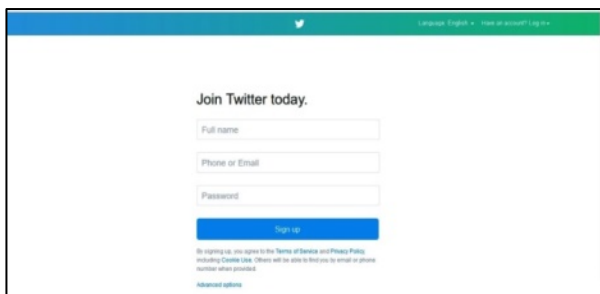 Language: English Have an account? Log in
Join Twitter today.
Full name
Phone or Email
Password
Sign up
By signing up, you agree to the Terms of Service and Privacy Policy,
including Cookie Use. Others will be able to find you by email or phone
number when provided.
Advanced options